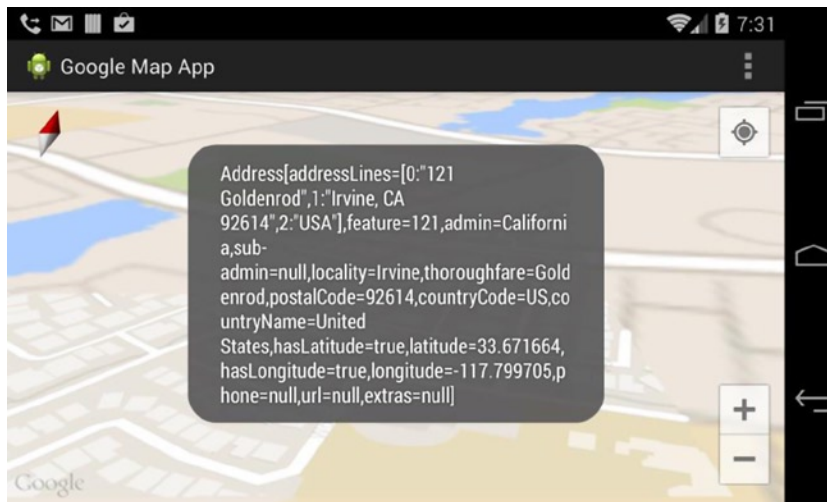 7:31
Google Map App
Address[addressLines=[0:"121
Goldenrod",1:"Irvine, CA
92614",2:"USA"],feature=121,admin=Californi
a,sub-
admin=null,locality=Irvine,thoroughfare=Gold
enrod,postalCode=92614,countryCode=US,co
untryName=United
States,hasLatitude=true,latitude=33.671664,
hasLongitude=true,longitude=-117.799705,p
hone=null,url=null,extras=null]
Google